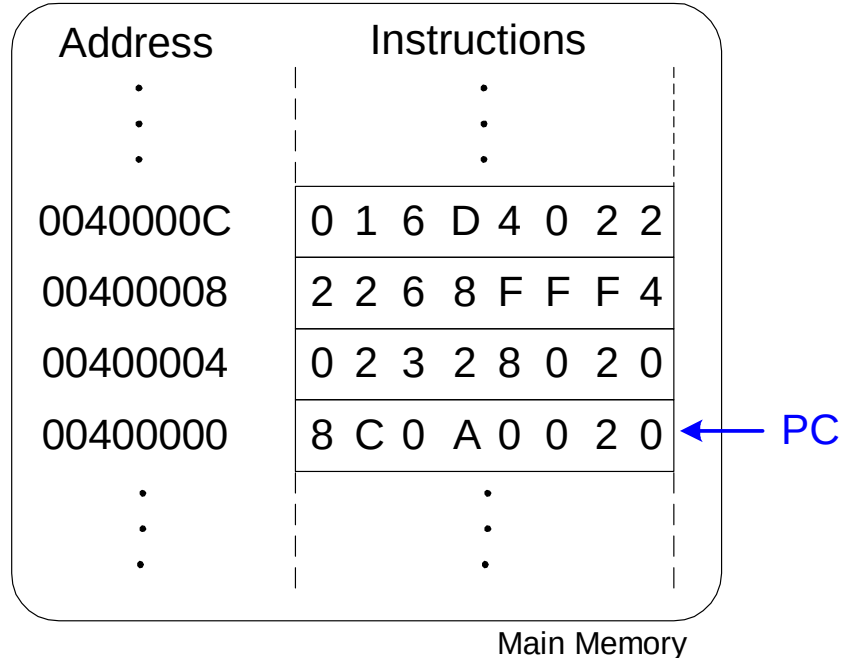 Address Instructions
0040000C 0 1 6 D 4 0 2 2
00400008 2 2 6 8 F F F 4
00400004 0 2 3 2 8 0 2 0
00400000 8 C 0 A 0 0 2 0 PC
Main Memory